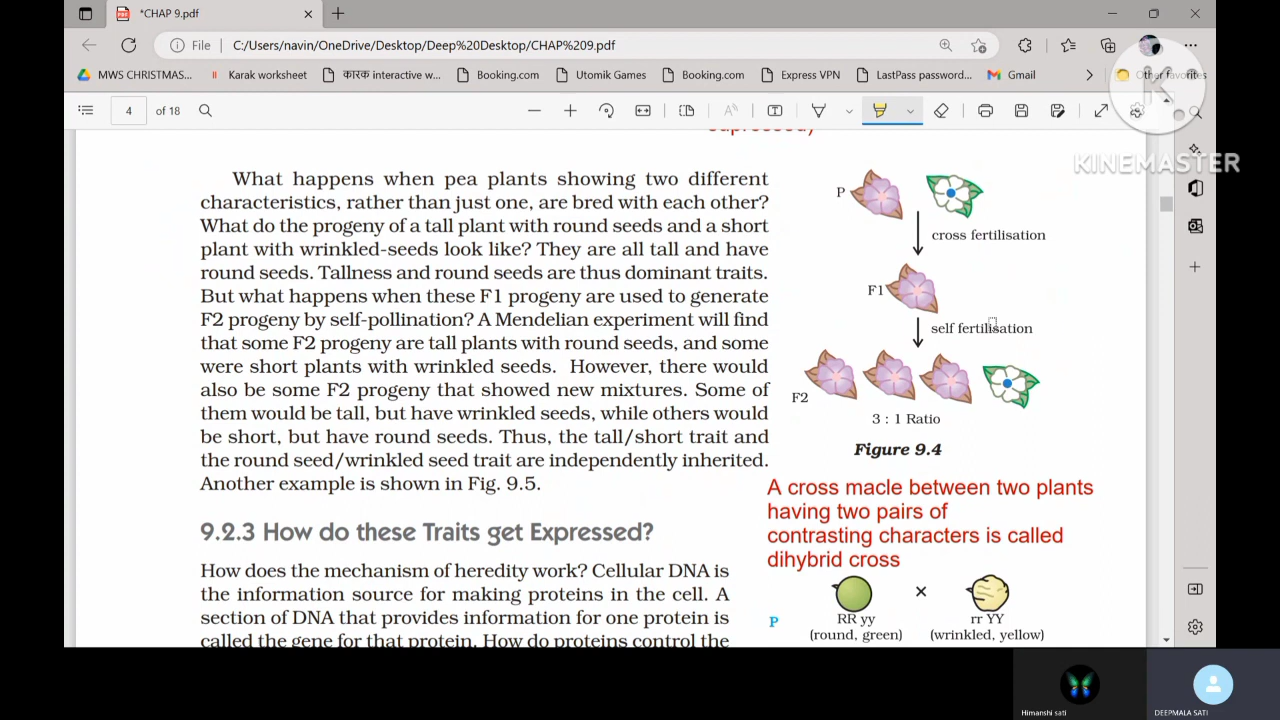 *CHAP 9.pdf
File C:/Users/navin/OneDrive/Desktop/Deep%20Desktop/CHAP%209.pdf
MWS CHRISTMAS... Karak worksheet कारक interactive w... Booking.com Utomik Games Booking.com Express VPN LastPass password... Gmail Other favorites
4 of 18
KINEMASTER
What happens when pea plants showing two different
characteristics, rather than just one, are bred with each other?
What do the progeny of a tall plant with round seeds and a short
plant with wrinkled-seeds look like? They are all tall and have
round seeds. Tallness and round seeds are thus dominant traits.
But what happens when these F1 progeny are used to generate
F2 progeny by self-pollination? A Mendelian experiment will find
that some F2 progeny are tall plants with round seeds, and some
were short plants with wrinkled seeds. However, there would
also be some F2 progeny that showed new mixtures. Some of
them would be tall, but have wrinkled seeds, while others would
be short, but have round seeds. Thus, the tall/short trait and
the round seed/wrinkled seed trait are independently inherited.
Another example is shown in Fig. 9.5.
9.2.3 How do these Traits get Expressed?
How does the mechanism of heredity work? Cellular DNA is
the information source for making proteins in the cell. A
section of DNA that provides information for one protein is
called the gene for that protein. How do proteins control the
P
cross fertilisation
F1
self fertilisation
F2
3 : 1 Ratio
Figure 9.4
A cross macle between two plants
having two pairs of
contrasting characters is called
dihybrid cross
P
RR yy rr YY
(round, green) (wrinkled, yellow)
Himanshi sati DEEPMALA SATI